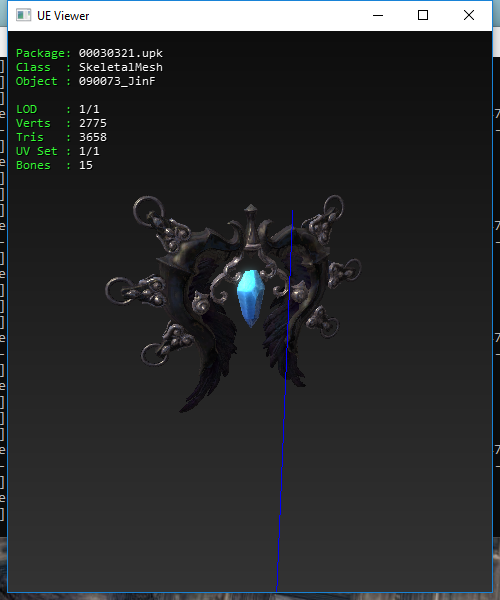 UE Viewer
Package: 00030321.upk
Class : SkeletalMesh
Object : 090073_JinF
LOD : 1/1
Verts : 2775
Tris : 3658
UV Set : 1/1
Bones : 15